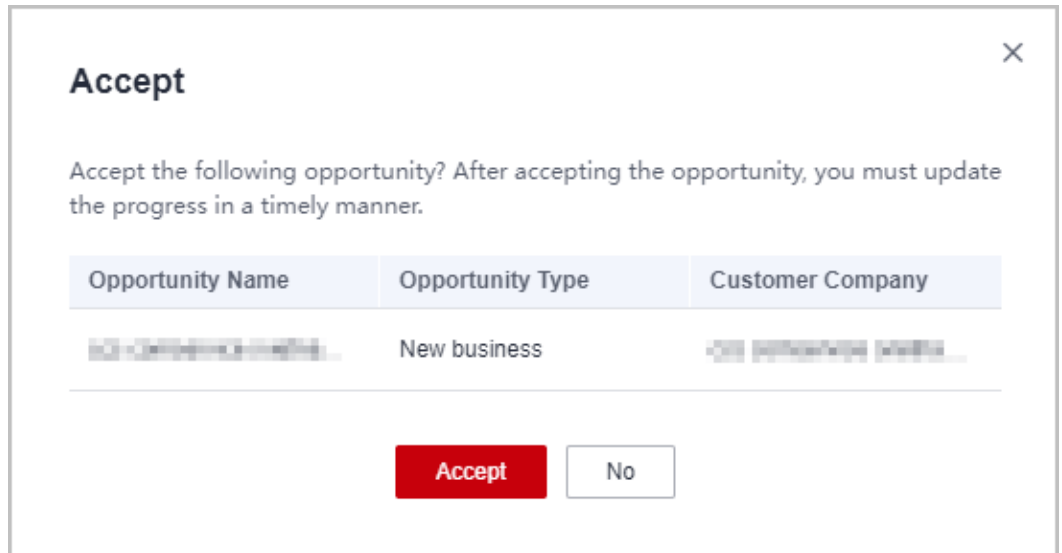 Accept
Accept the following opportunity? After accepting the opportunity, you must update
the progress in a timely manner.
Opportunity Name Opportunity Type Customer Company
New business
Accept No